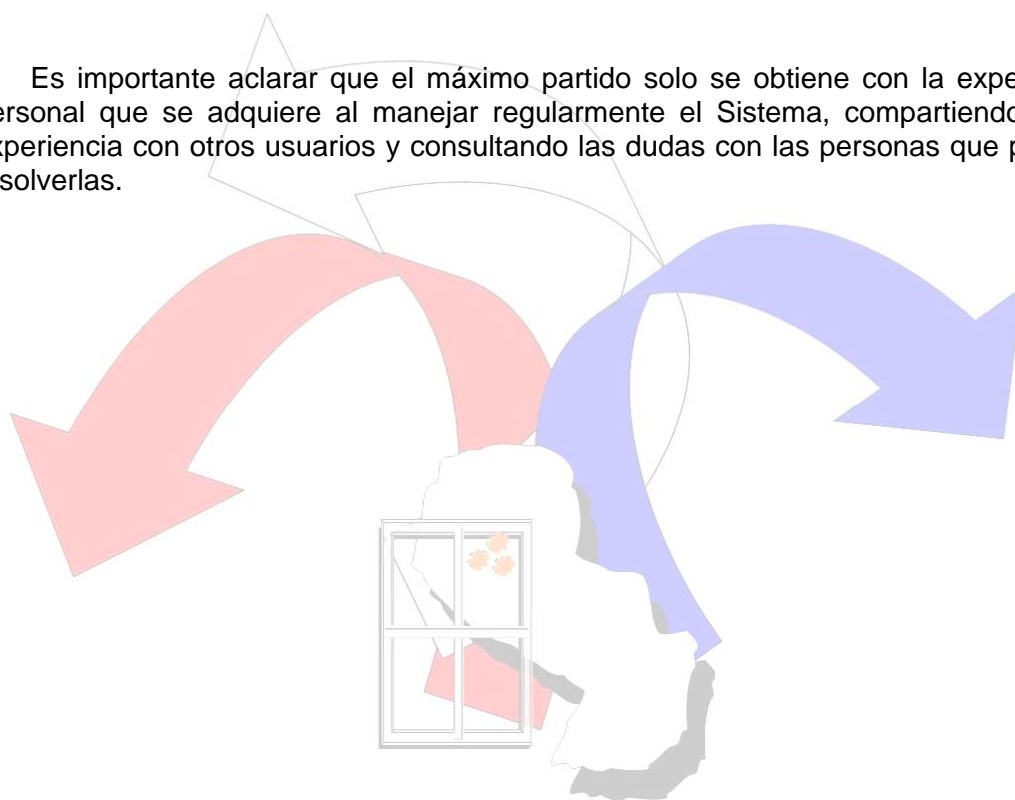 Es importante aclarar que el máximo partido solo se obtiene con la expe
ersonal que se adquiere al manejar regularmente el Sistema, compartiendo
xperiencia con otros usuarios y consultando las dudas con las personas que p
solverlas.